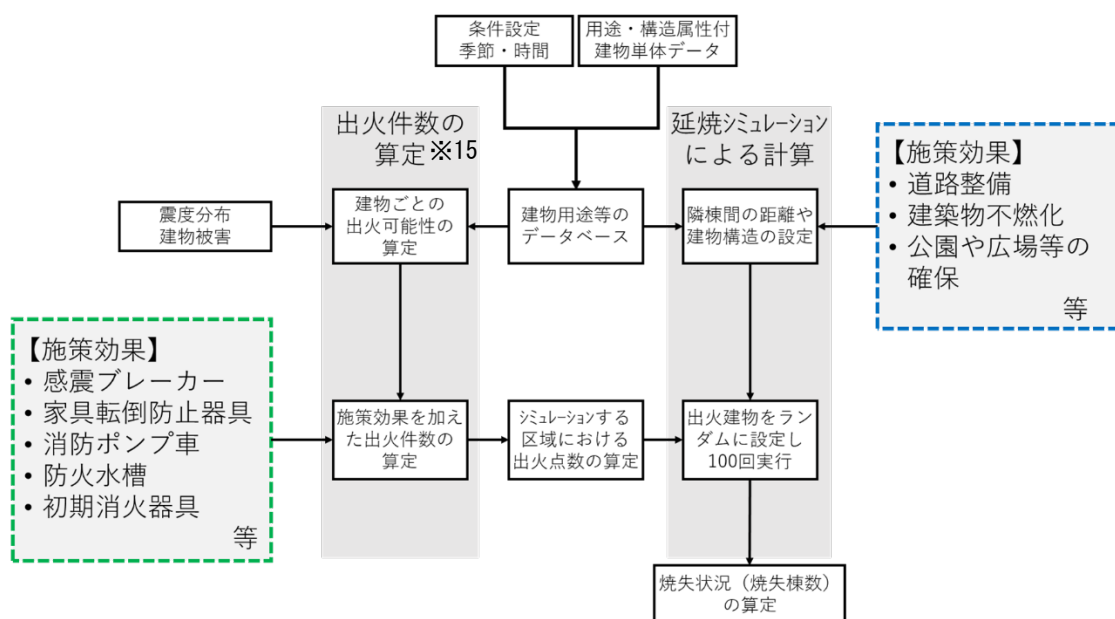 条件設定
季節・時間
用途・構造属性付
建物単体データ
出火件数の
算定※15
延焼ｼﾐｭﾚｰｼｮﾝ
による計算
震度分布
建物被害
建物ごとの
出火可能性の
算定
建物用途等の
データベース
隣棟間の距離や
建物構造の設定
【施策効果】
• 道路整備
• 建築物不燃化
• 公園や広場等の
確保
等
【施策効果】
• 感震ブレーカー
• 家具転倒防止器具
• 消防ポンプ車
• 防火水槽
• 初期消火器具
等
施策効果を加え
た出火件数の
算定
ｼﾐｭﾚｰｼｮﾝする
区域における
出火点数の算定
出火建物をラン
ダムに設定し
100回実行
焼失状況（焼失棟数）
の算定